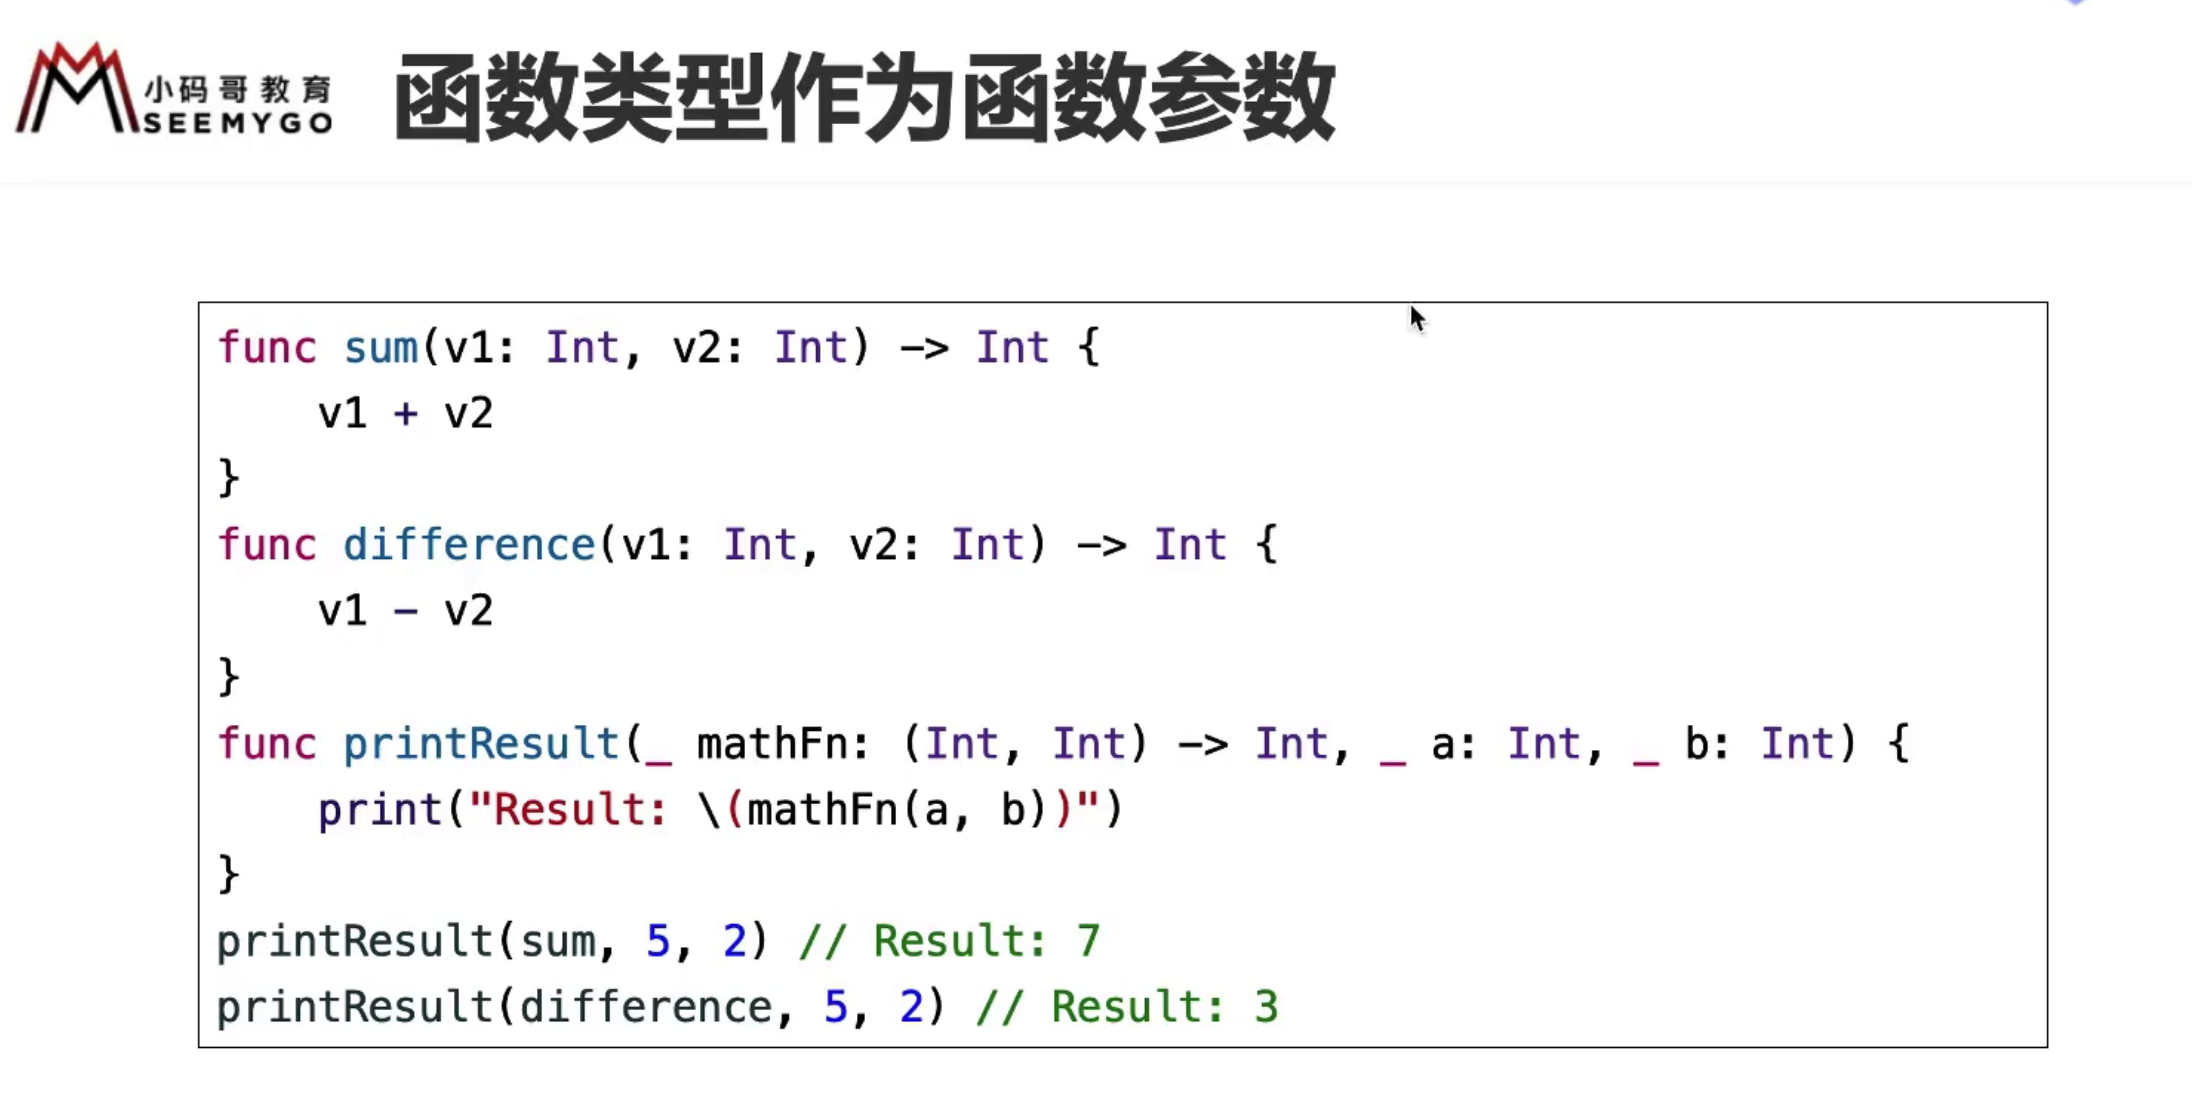 小码哥教育
SEEMYGO
函数类型作为函数参数
func sum(v1: Int, v2: Int) -> Int {
    v1 + v2
}
func difference(v1: Int, v2: Int) -> Int {
    v1 - v2
}
func printResult(_ mathFn: (Int, Int) -> Int, _ a: Int, _ b: Int) {
    print("Result: \(mathFn(a, b))")
}
printResult(sum, 5, 2) // Result: 7
printResult(difference, 5, 2) // Result: 3